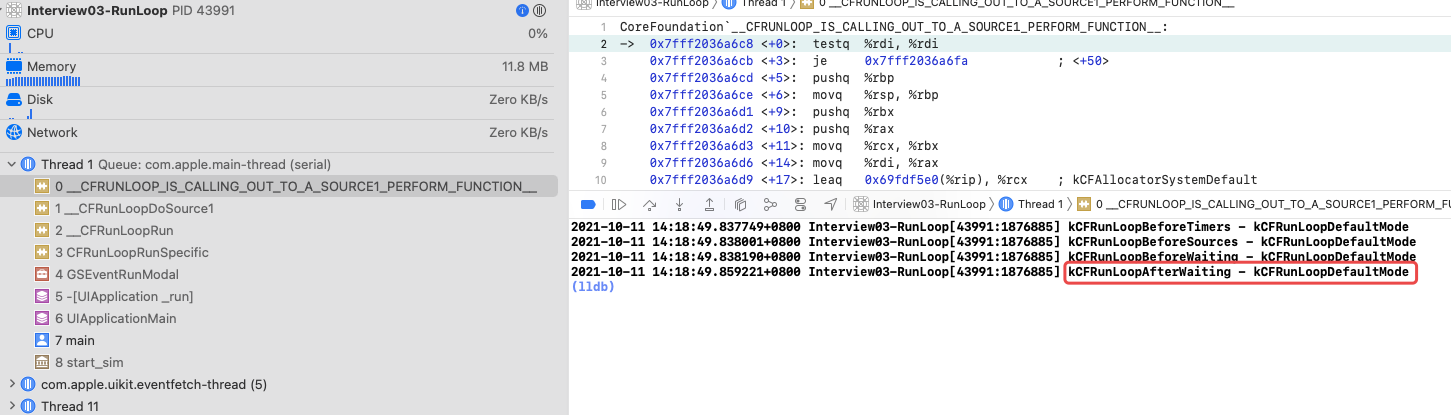 Interview03-RunLoop PID 43991
CPU 0%
Memory 11.8 MB
Disk Zero KB/s
Network Zero KB/s
Thread 1 Queue: com.apple.main-thread (serial)
0 __CFRUNLOOP_IS_CALLING_OUT_TO_A_SOURCE1_PERFORM_FUNCTION__
1 __CFRunLoopDoSource1
2 __CFRunLoopRun
3 CFRunLoopRunSpecific
4 GSEventRunModal
5 -[UIApplication _run]
6 UIApplicationMain
7 main
8 start_sim
com.apple.uikit.eventfetch-thread (5)
Thread 11
Interview03-RunLoop 〉 Thread 1 〉 0 __CFRUNLOOP_IS_CALLING_OUT_TO_A_SOURCE1_PERFORM_FUNCTION__
1 CoreFoundation`__CFRUNLOOP_IS_CALLING_OUT_TO_A_SOURCE1_PERFORM_FUNCTION__:
2 -> 0x7fff2036a6c8 <+0>: testq %rdi, %rdi
3 0x7fff2036a6cb <+3>: je 0x7fff2036a6fa ; <+50>
4 0x7fff2036a6cd <+5>: pushq %rbp
5 0x7fff2036a6ce <+6>: movq %rsp, %rbp
6 0x7fff2036a6d1 <+9>: pushq %rbx
7 0x7fff2036a6d2 <+10>: pushq %rax
8 0x7fff2036a6d3 <+11>: movq %rcx, %rbx
9 0x7fff2036a6d6 <+14>: movq %rdi, %rax
10 0x7fff2036a6d9 <+17>: leaq 0x69fdf5e0(%rip), %rcx ; kCFAllocatorSystemDefault
Interview03-RunLoop 〉 Thread 1 〉 0 __CFRUNLOOP_IS_CALLING_OUT_TO_A_SOURCE1_PERFORM_FU
2021-10-11 14:18:49.837749+0800 Interview03-RunLoop[43991:1876885] kCFRunLoopBeforeTimers - kCFRunLoopDefaultMode
2021-10-11 14:18:49.838001+0800 Interview03-RunLoop[43991:1876885] kCFRunLoopBeforeSources - kCFRunLoopDefaultMode
2021-10-11 14:18:49.838190+0800 Interview03-RunLoop[43991:1876885] kCFRunLoopBeforeWaiting - kCFRunLoopDefaultMode
2021-10-11 14:18:49.859221+0800 Interview03-RunLoop[43991:1876885] kCFRunLoopAfterWaiting - kCFRunLoopDefaultMode
(lldb)